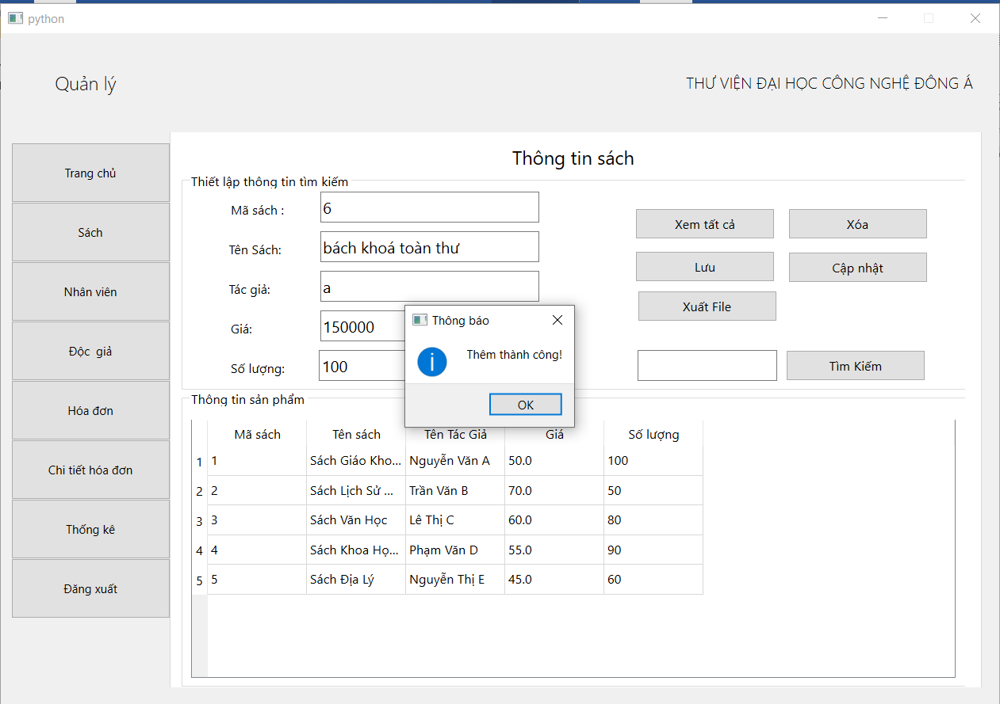 python
Quản lý
THƯ VIỆN ĐẠI HỌC CÔNG NGHỆ ĐÔNG Á
Trang chủ
Sách
Nhân viên
Độc giả
Hóa đơn
Chi tiết hóa đơn
Thống kê
Đăng xuất
Thông tin sách
Thiết lập thông tin tìm kiếm
Mã sách : 6
Tên Sách: bách khoá toàn thư
Tác giả: a
Giá: 150000
Số lượng: 100
Xem tất cả Xóa
Lưu Cập nhật
Xuất File
Tìm Kiếm
Thông báo
Thêm thành công!
OK
Thông tin sản phẩm
Mã sách Tên sách Tên Tác Giả Giá Số lượng
1 1 Sách Giáo Kho... Nguyễn Văn A 50.0 100
2 2 Sách Lịch Sử ... Trần Văn B 70.0 50
3 3 Sách Văn Học Lê Thị C 60.0 80
4 4 Sách Khoa Họ... Phạm Văn D 55.0 90
5 5 Sách Địa Lý Nguyễn Thị E 45.0 60